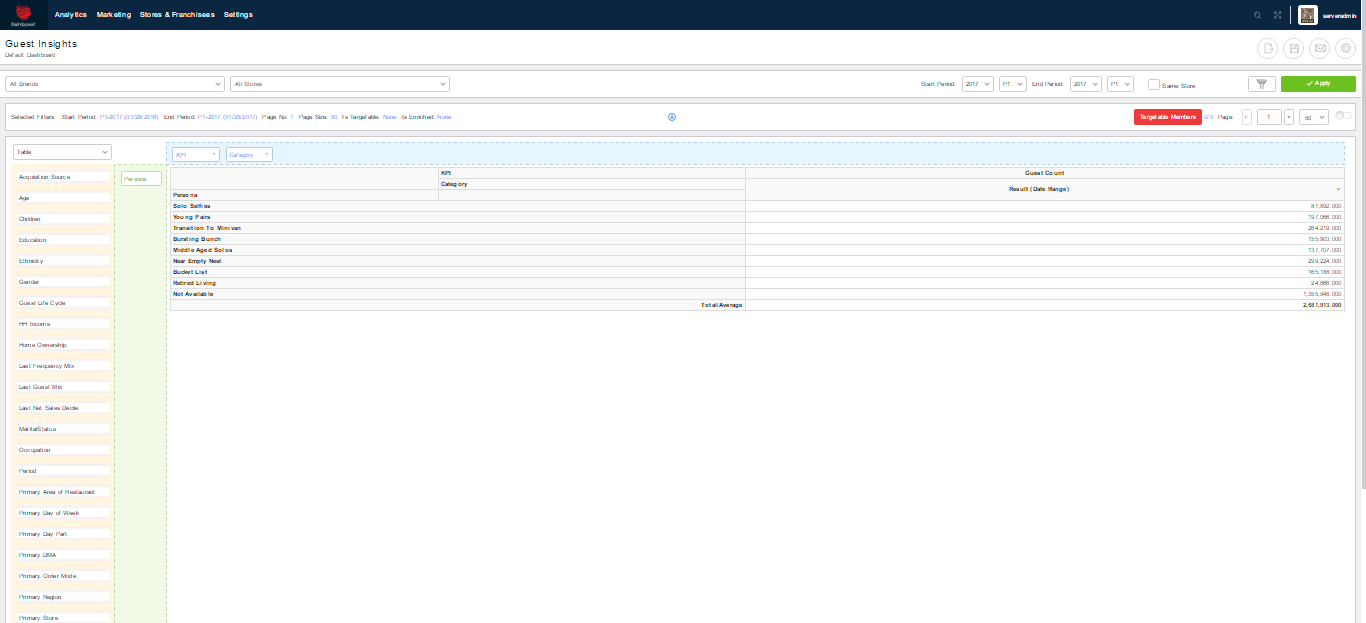 fishbowl
Analytics Marketing Stores & Franchisees Settings
serveradmin
Guest Insights
Default Dashboard
All Brands
All Stores
Start Period: 2017 P1 End Period: 2017 P1 Same Store
Apply
Selected Filters: Start Period: P1-2017 (01/28/2016) End Period: P1-2017 (01/25/2017) Page No: 1 Page Size: 50 Is Targetable: None Is Enriched: None
Targetable Members 0/0 Page: < 1 > 50
Table
KPI Category
Acquisition Source
Age
Children
Education
Ethnicity
Gender
Guest Life Cycle
HH Income
Home Ownership
Last Frequency Mix
Last Guest Mix
Last Net Sales Decile
MaritalStatus
Occupation
Period
Primary Area of Restaurant
Primary Day of Week
Primary Day Part
Primary DMA
Primary Order Mode
Primary Region
Primary Store
Persona
KPI Guest Count
Category
Result (Date Range)
Persona
Solo Selfies 81,892.000
Young Pairs 197,066.000
Transition To Minivan 264,219.000
Bursting Bunch 155,903.000
Middle Aged Solos 137,707.000
Near Empty Nest 299,224.000
Bucket List 165,188.000
Retired Living 24,866.000
Not Available 1,355,848.000
Total/Average 2,681,913.000